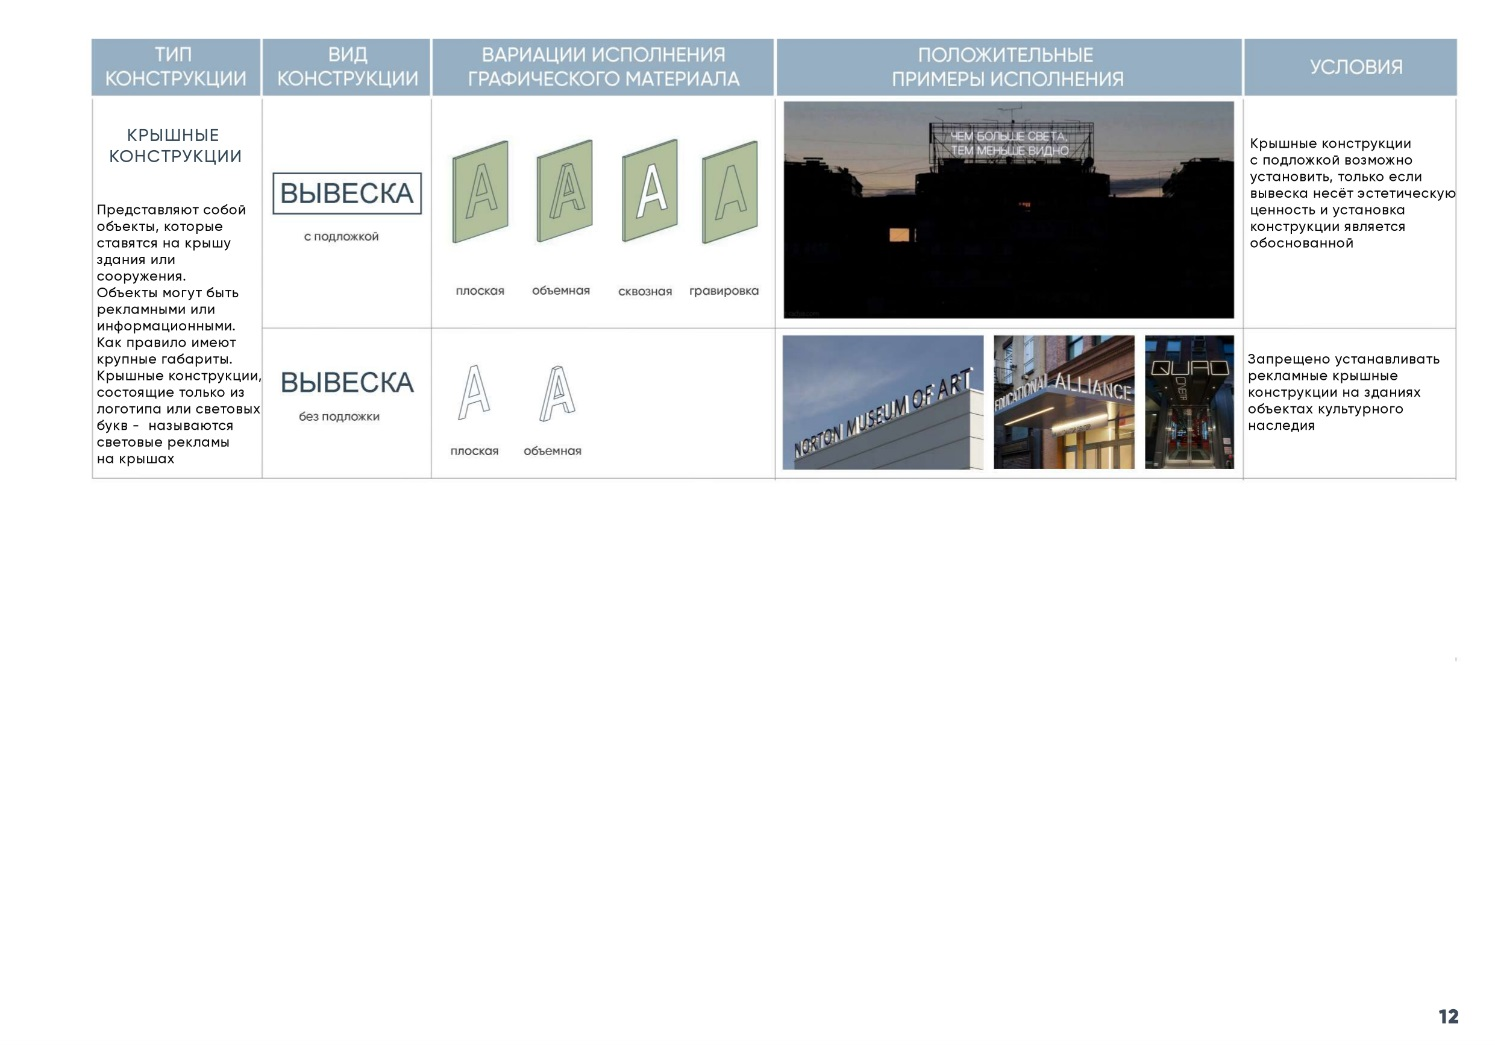 ТИП
КОНСТРУКЦИИ
ВИД
КОНСТРУКЦИИ
ВАРИАЦИИ ИСПОЛНЕНИЯ
ГРАФИЧЕСКОГО МАТЕРИАЛА
ПОЛОЖИТЕЛЬНЫЕ
ПРИМЕРЫ ИСПОЛНЕНИЯ
УСЛОВИЯ
КРЫШНЫЕ
КОНСТРУКЦИИ
Представляют собой
объекты, которые
ставятся на крышу
здания или
сооружения.
Объекты могут быть
рекламными или
информационными.
Как правило имеют
крупные габариты.
Крышные конструкции,
состоящие только из
логотипа или световых
букв - называются
световые рекламы
на крышах
ВЫВЕСКА
с подложкой
А А А А
плоская объемная сквозная гравировка
ЧЕМ БОЛЬШЕ СВЕТА,
ТЕМ МЕНЬШЕ ВИДНО
Крышные конструкции
с подложкой возможно
установить, только если
вывеска несёт эстетическую
ценность и установка
конструкции является
обоснованной
ВЫВЕСКА
без подложки
А А
плоская объемная
NORTON MUSEUM OF ART
EDUCATIONAL ALLIANCE
QUAD
Запрещено устанавливать
рекламные крышные
конструкции на зданиях
объектах культурного
наследия
12